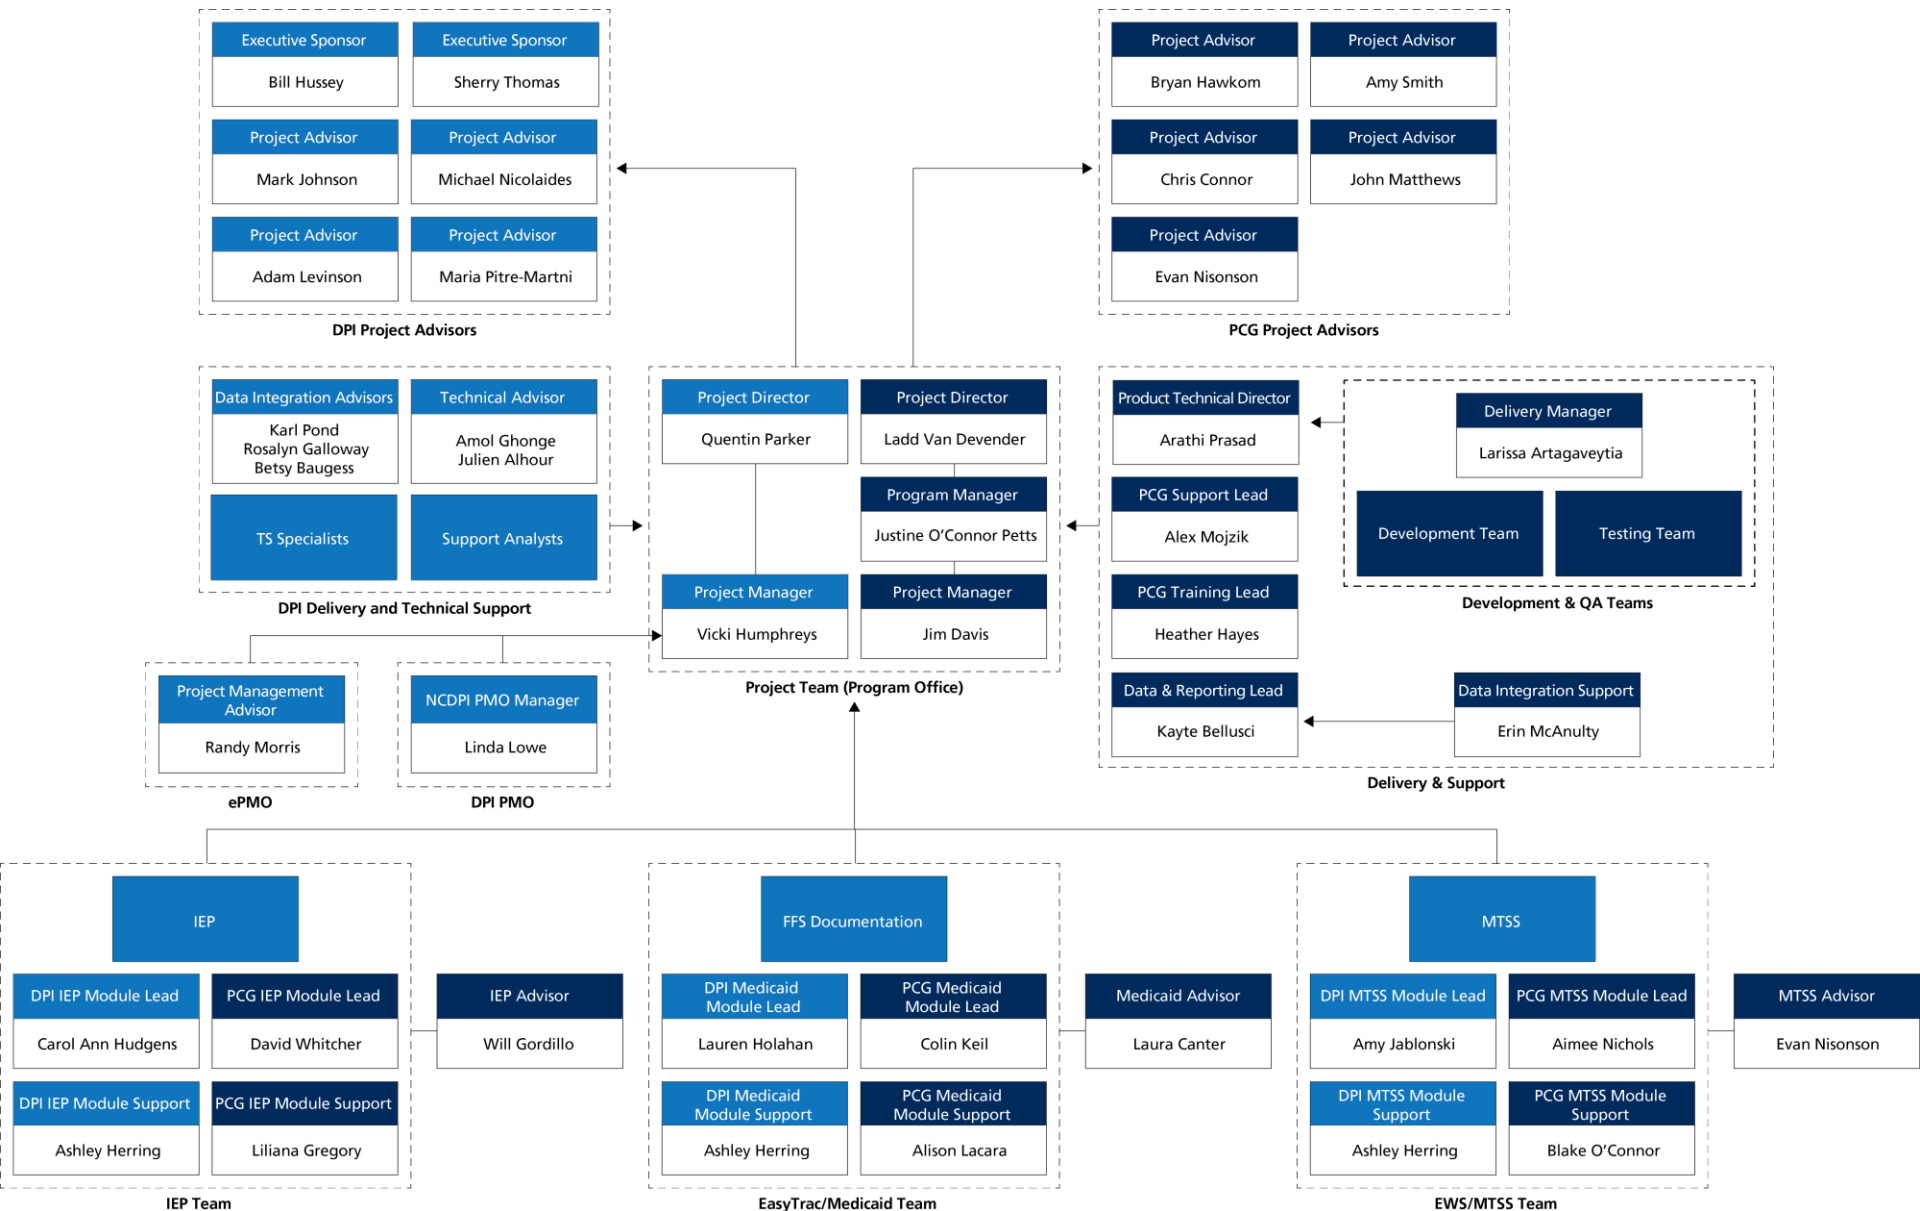 Executive Sponsor
Bill Hussey
Executive Sponsor
Sherry Thomas
Project Advisor
Mark Johnson
Project Advisor
Michael Nicolaides
Project Advisor
Adam Levinson
Project Advisor
Maria Pitre-Martni
DPI Project Advisors
Project Advisor
Bryan Hawkom
Project Advisor
Amy Smith
Project Advisor
Chris Connor
Project Advisor
John Matthews
Project Advisor
Evan Nisonson
PCG Project Advisors
Data Integration Advisors
Karl Pond
Rosalyn Galloway
Betsy Baugess
Technical Advisor
Amol Ghonge
Julien Alhour
TS Specialists
Support Analysts
DPI Delivery and Technical Support
Project Director
Quentin Parker
Project Director
Ladd Van Devender
Program Manager
Justine O’Connor Petts
Project Manager
Vicki Humphreys
Project Manager
Jim Davis
Project Team (Program Office)
Product Technical Director
Arathi Prasad
PCG Support Lead
Alex Mojzik
PCG Training Lead
Heather Hayes
Data & Reporting Lead
Kayte Bellusci
Delivery Manager
Larissa Artagaveytia
Development Team
Testing Team
Development & QA Teams
Data Integration Support
Erin McAnulty
Delivery & Support
Project Management
Advisor
Randy Morris
ePMO
NCDPI PMO Manager
Linda Lowe
DPI PMO
IEP
DPI IEP Module Lead
Carol Ann Hudgens
PCG IEP Module Lead
David Whitcher
IEP Advisor
Will Gordillo
DPI IEP Module Support
Ashley Herring
PCG IEP Module Support
Liliana Gregory
IEP Team
FFS Documentation
DPI Medicaid
Module Lead
Lauren Holahan
PCG Medicaid
Module Lead
Colin Keil
Medicaid Advisor
Laura Canter
DPI Medicaid
Module Support
Ashley Herring
PCG Medicaid
Module Support
Alison Lacara
EasyTrac/Medicaid Team
MTSS
DPI MTSS Module Lead
Amy Jablonski
PCG MTSS Module Lead
Aimee Nichols
MTSS Advisor
Evan Nisonson
DPI MTSS Module
Support
Ashley Herring
PCG MTSS Module
Support
Blake O’Connor
EWS/MTSS Team